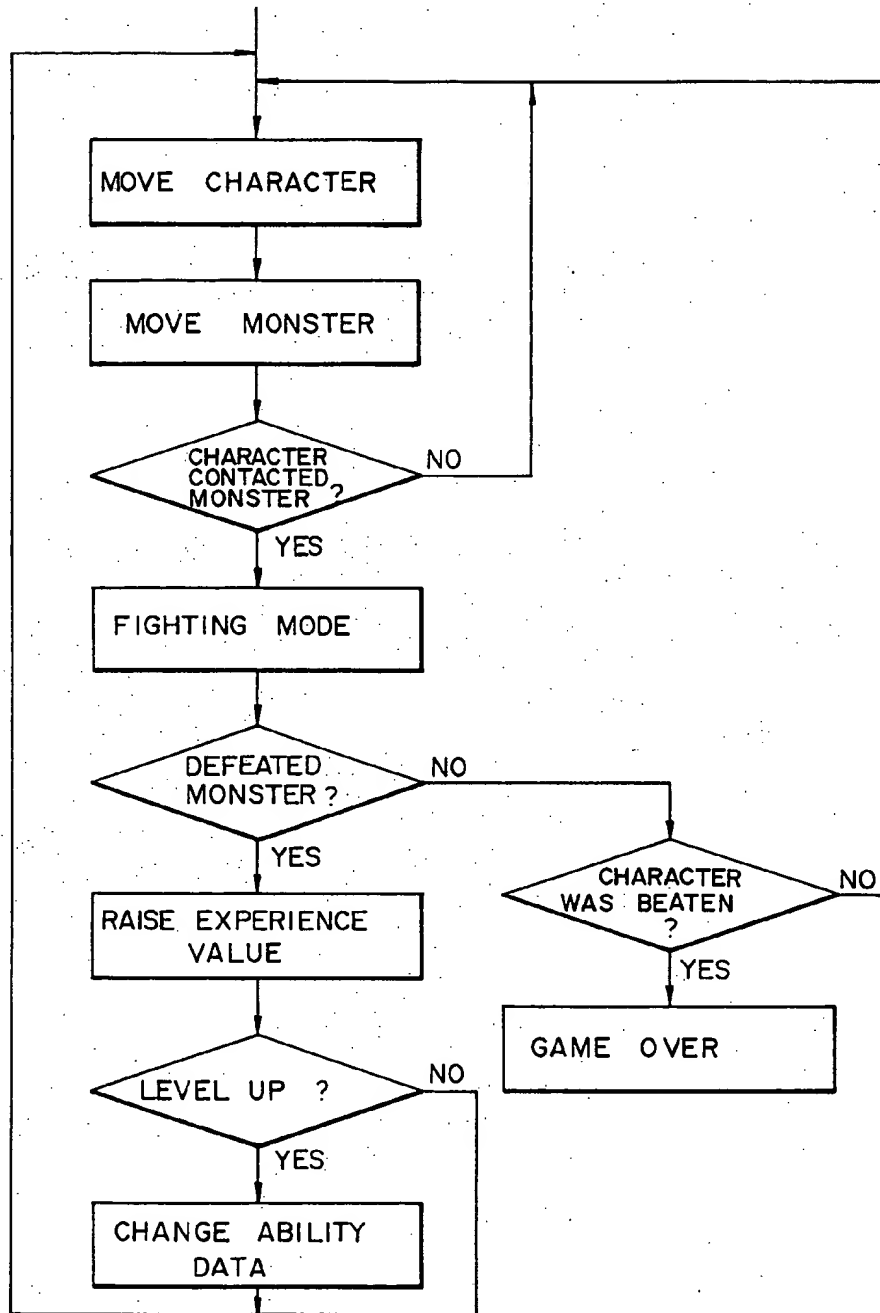 MOVE CHARACTER
MOVE MONSTER
CHARACTER
CONTACTED
MONSTER ?
NO
YES
FIGHTING MODE
DEFEATED
MONSTER ?
NO
YES
CHARACTER
WAS BEATEN
?
NO
YES
RAISE EXPERIENCE
VALUE
GAME OVER
LEVEL UP ?
NO
YES
CHANGE ABILITY
DATA